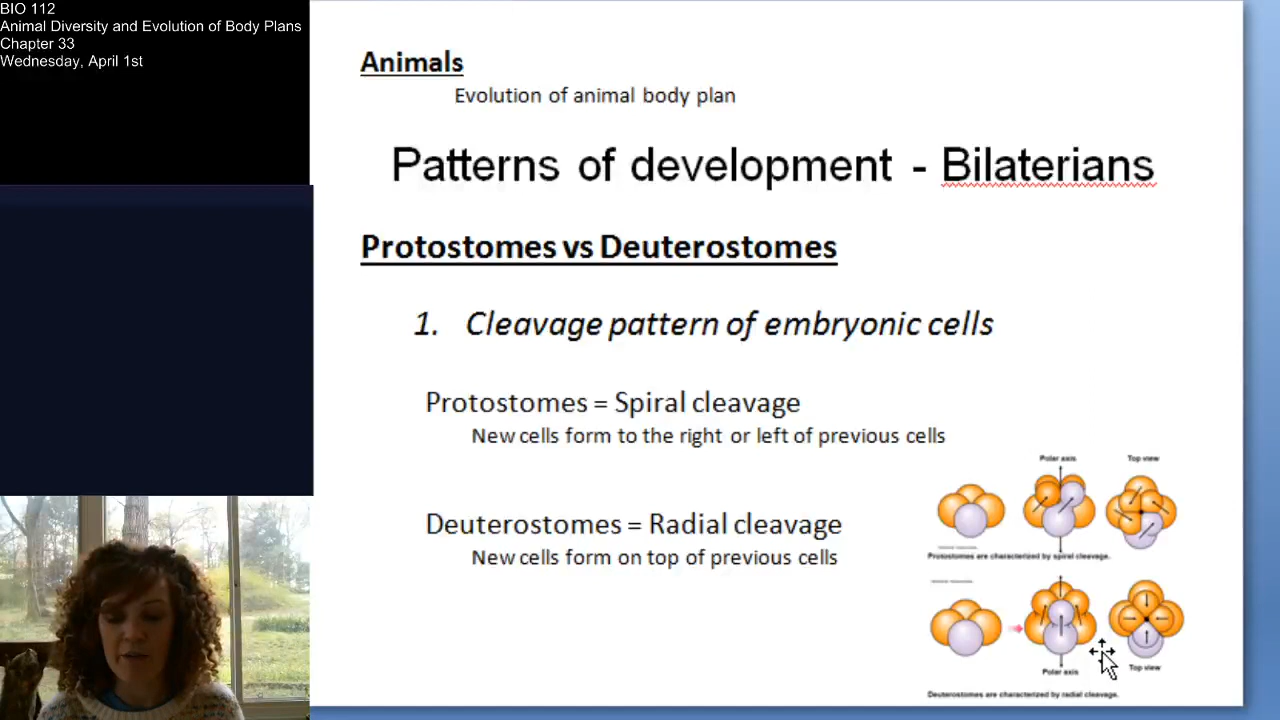 BIO 112
Animal Diversity and Evolution of Body Plans
Chapter 33
Wednesday, April 1st
Animals
Evolution of animal body plan
Patterns of development - Bilaterians
Protostomes vs Deuterostomes
1. Cleavage pattern of embryonic cells
Protostomes = Spiral cleavage
New cells form to the right or left of previous cells
Polar axis
Top view
Protostomes are characterized by spiral cleavage.
Deuterostomes = Radial cleavage
New cells form on top of previous cells
Polar axis
Top view
Deuterostomes are characterized by radial cleavage.